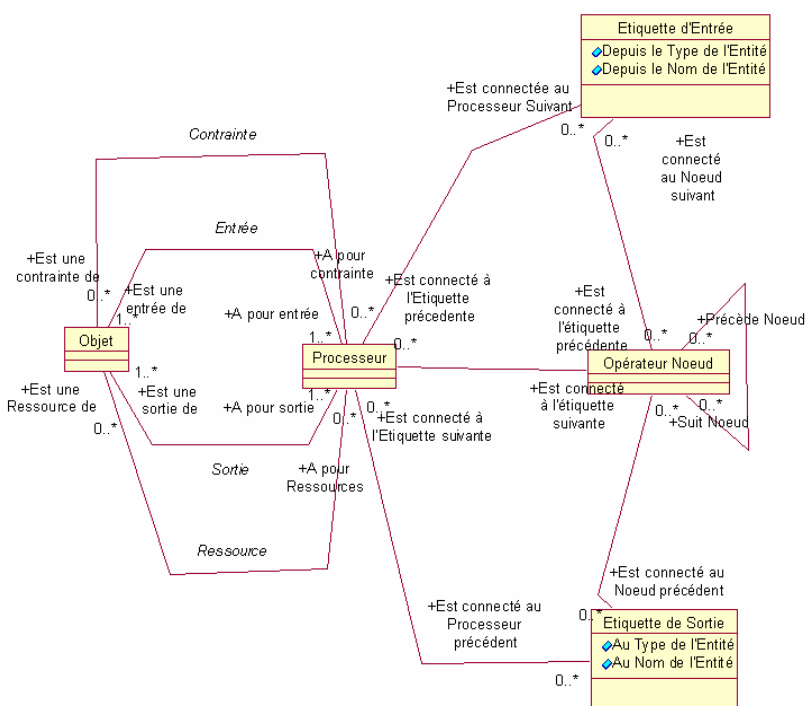 Etiquette d'Entrée
Depuis le Type de l'Entité
Depuis le Nom de l'Entité
+Est connectée au
Processeur Suivant
0..*
0..*
+Est
connecté
au Noeud
suivant
Contrainte
Entrée
+Est une
contrainte de
0..*
+Est une
entrée de
1..*
+A pour
contrainte
0..*
+A pour entrée
1..*
+Est connecté à
l'Etiquette
précedente
0..*
+Est
connecté à
l'étiquette
précédente
0..*
+Précède Noeud
0..*
Objet
Processeur
Opérateur Noeud
+Est une
Ressource de
0..*
1..*
+Est une
sortie de
+A pour sortie
1..*
0..*
+A pour
Ressources
0..*
+Est connecté à
l'Etiquette suivante
+Est connecté
à l'étiquette
suivante
0..*
0..*
+Suit Noeud
Sortie
Ressource
+Est connecté au
Processeur
précédent
0..*
+Est connecté au
Noeud précédent
0..*
Etiquette de Sortie
Au Type de l'Entité
Au Nom de l'Entité